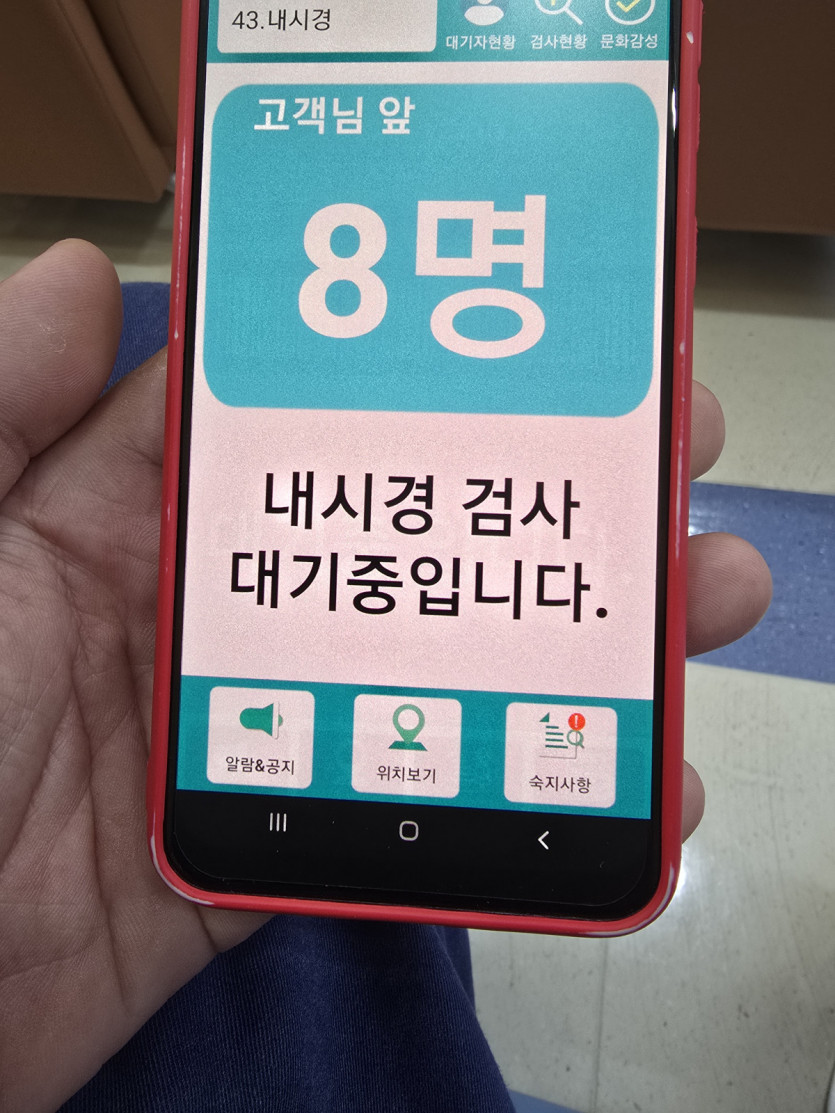 43.내시경
대기자현황 검사현황 문화감성
고객님 앞
8명
내시경 검사
대기중입니다.
알람&공지 위치보기 숙지사항